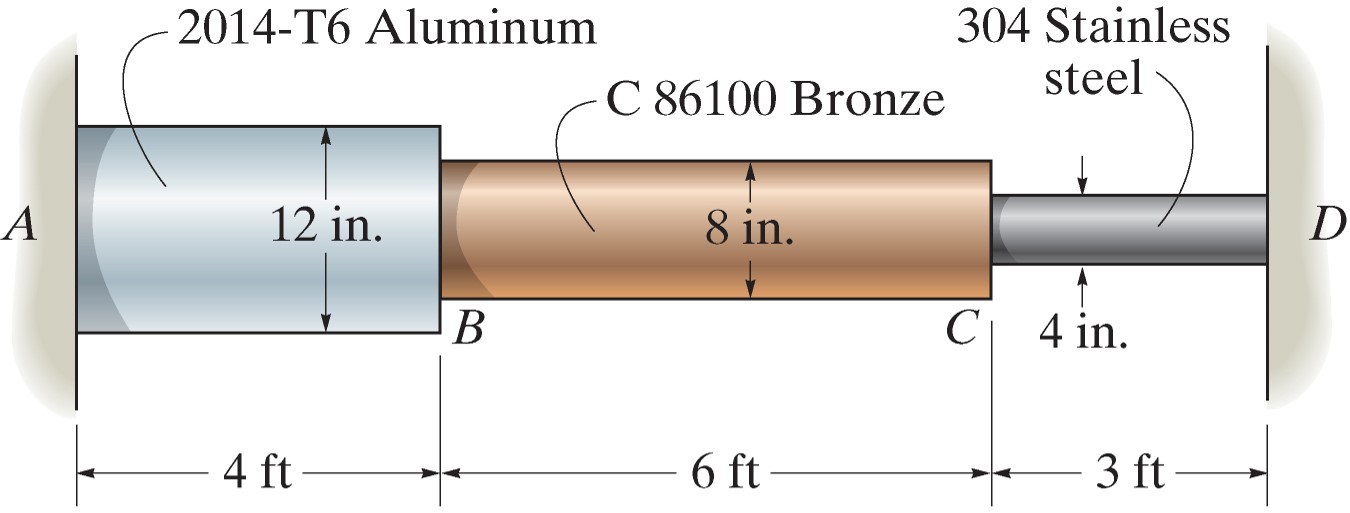 2014-T6 Aluminum
304 Stainless
steel
C 86100 Bronze
A
12 in.
8 in.
D
B
C
4 in.
4 ft
6 ft
3 ft